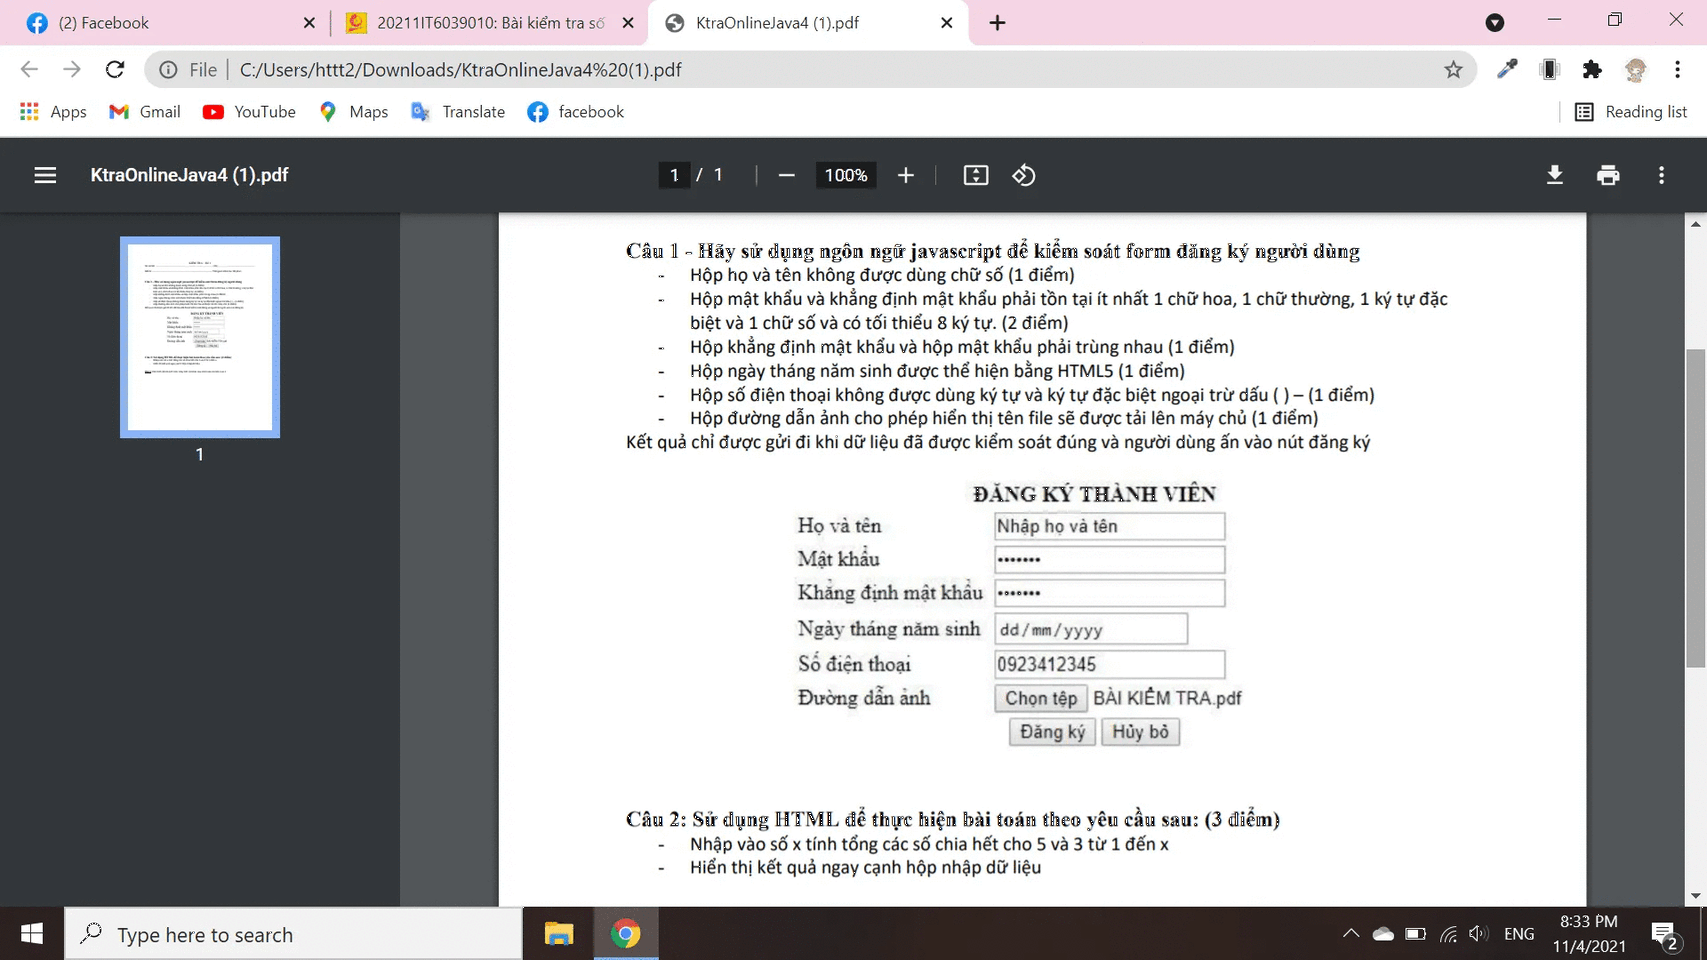 (2) Facebook
20211IT6039010: Bài kiểm tra số
KtraOnlineJava4 (1).pdf
File
C:/Users/httt2/Downloads/KtraOnlineJava4%20(1).pdf
Apps
Gmail
YouTube
Maps
Translate
facebook
Reading list
KtraOnlineJava4 (1).pdf
1 / 1
100%
1
Câu 1 - Hãy sử dụng ngôn ngữ javascript để kiểm soát form đăng ký người dùng
- Hộp họ và tên không được dùng chữ số (1 điểm)
- Hộp mật khẩu và khẳng định mật khẩu phải tồn tại ít nhất 1 chữ hoa, 1 chữ thường, 1 ký tự đặc
biệt và 1 chữ số và có tối thiểu 8 ký tự. (2 điểm)
- Hộp khẳng định mật khẩu và hộp mật khẩu phải trùng nhau (1 điểm)
- Hộp ngày tháng năm sinh được thể hiện bằng HTML5 (1 điểm)
- Hộp số điện thoại không được dùng ký tự và ký tự đặc biệt ngoại trừ dấu ( ) – (1 điểm)
- Hộp đường dẫn ảnh cho phép hiển thị tên file sẽ được tải lên máy chủ (1 điểm)
Kết quả chỉ được gửi đi khi dữ liệu đã được kiểm soát đúng và người dùng ấn vào nút đăng ký
ĐĂNG KÝ THÀNH VIÊN
Họ và tên Nhập họ và tên
Mật khẩu •••••••
Khẳng định mật khẩu •••••••
Ngày tháng năm sinh dd/mm/yyyy
Số điện thoại 0923412345
Đường dẫn ảnh Chọn tệp BÀI KIỂM TRA.pdf
Đăng ký Hủy bỏ
Câu 2: Sử dụng HTML để thực hiện bài toán theo yêu cầu sau: (3 điểm)
- Nhập vào số x tính tổng các số chia hết cho 5 và 3 từ 1 đến x
- Hiển thị kết quả ngay cạnh hộp nhập dữ liệu
Type here to search
ENG
8:33 PM
11/4/2021
2